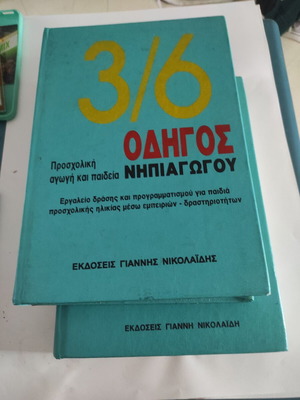 3/6
ΟΔΗΓΟΣ
Προσχολική
αγωγή και παιδεία ΝΗΠΙΑΓΩΓΟΥ
Εργαλείο δράσης και προγραμματισμού για παιδιά
προσχολικής ηλικίας μέσω εμπειριών - δραστηριοτήτων
ΕΚΔΟΣΕΙΣ ΓΙΑΝΝΗΣ ΝΙΚΟΛΑΪΔΗΣ
ΕΚΔΟΣΕΙΣ ΓΙΑΝΝΗ ΝΙΚΟΛΑΪΔΗ